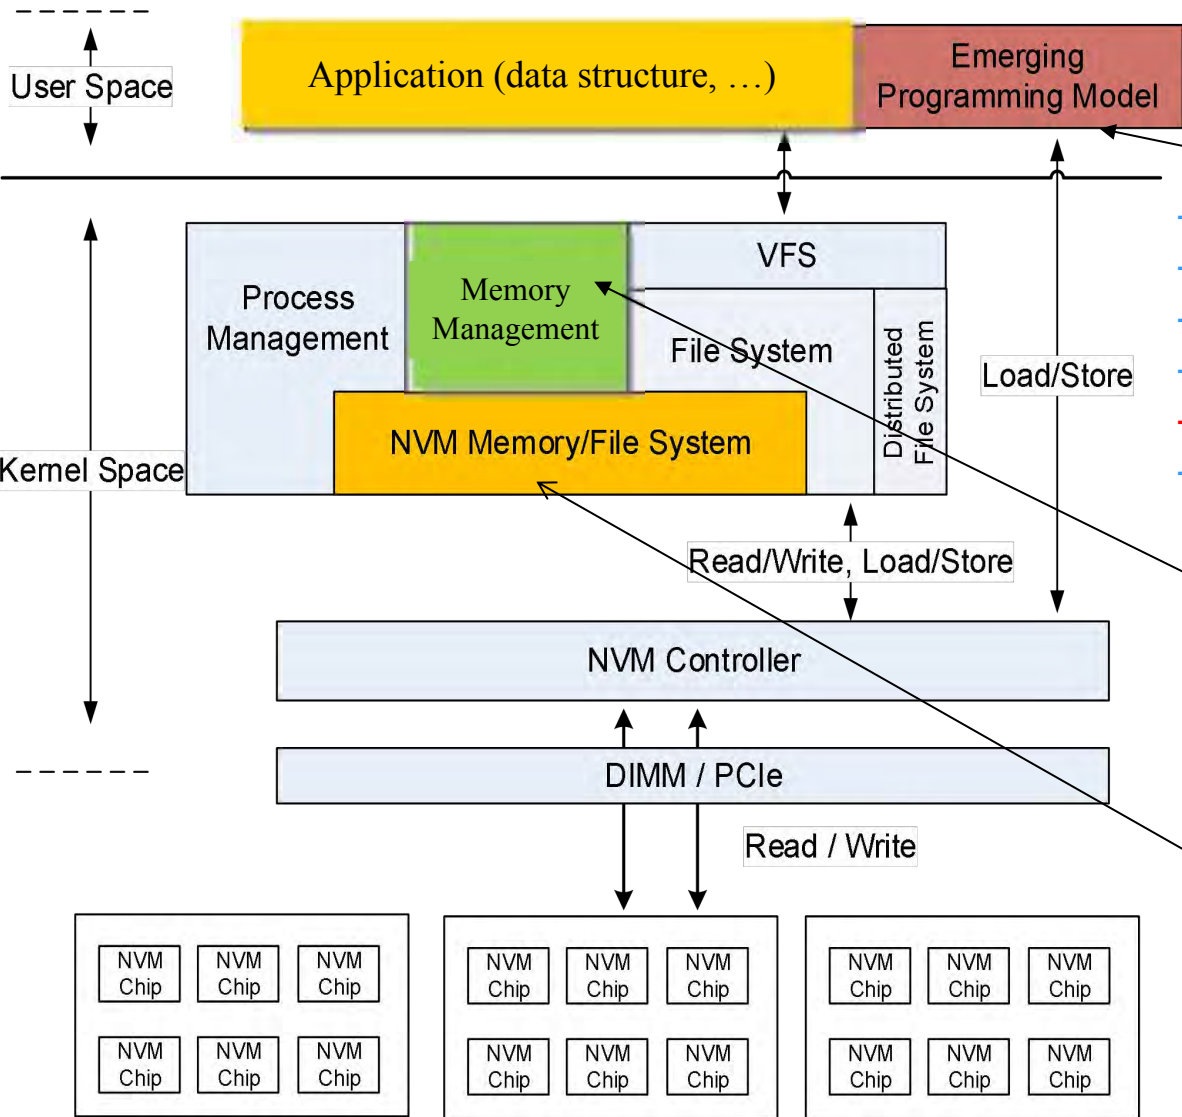 User Space
Application (data structure, …)
Emerging
Programming Model
Process
Management
Memory
Management
VFS
File System
Distributed
File System
NVM Memory/File System
Load/Store
Kernel Space
Read/Write, Load/Store
NVM Controller
DIMM / PCIe
Read / Write
NVM
Chip
NVM
Chip
NVM
Chip
NVM
Chip
NVM
Chip
NVM
Chip
NVM
Chip
NVM
Chip
NVM
Chip
NVM
Chip
NVM
Chip
NVM
Chip
NVM
Chip
NVM
Chip
NVM
Chip
NVM
Chip
NVM
Chip
NVM
Chip